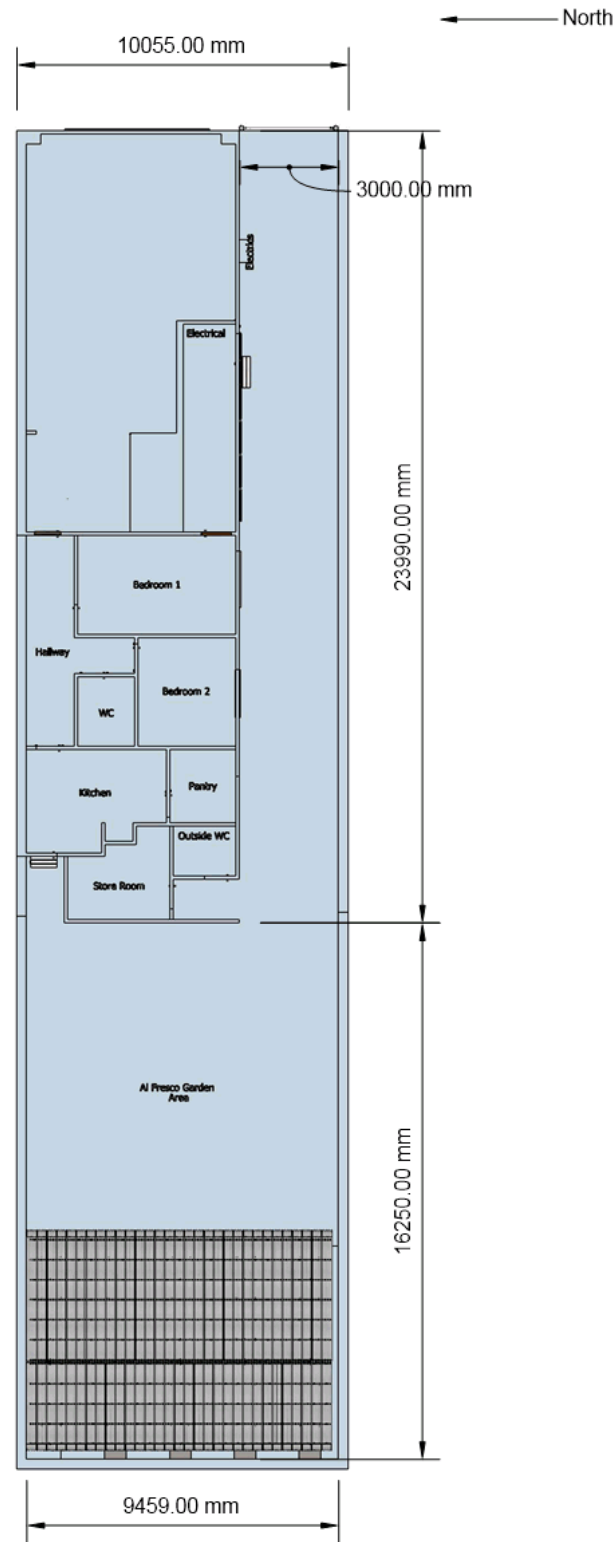 North
10055.00 mm
3000.00 mm
Electrics
Electrical
23990.00 mm
Bedroom 1
Hallway
Bedroom 2
WC
Kitchen
Pantry
Outside WC
Store Room
Al Fresco Garden
Area
16250.00 mm
9459.00 mm